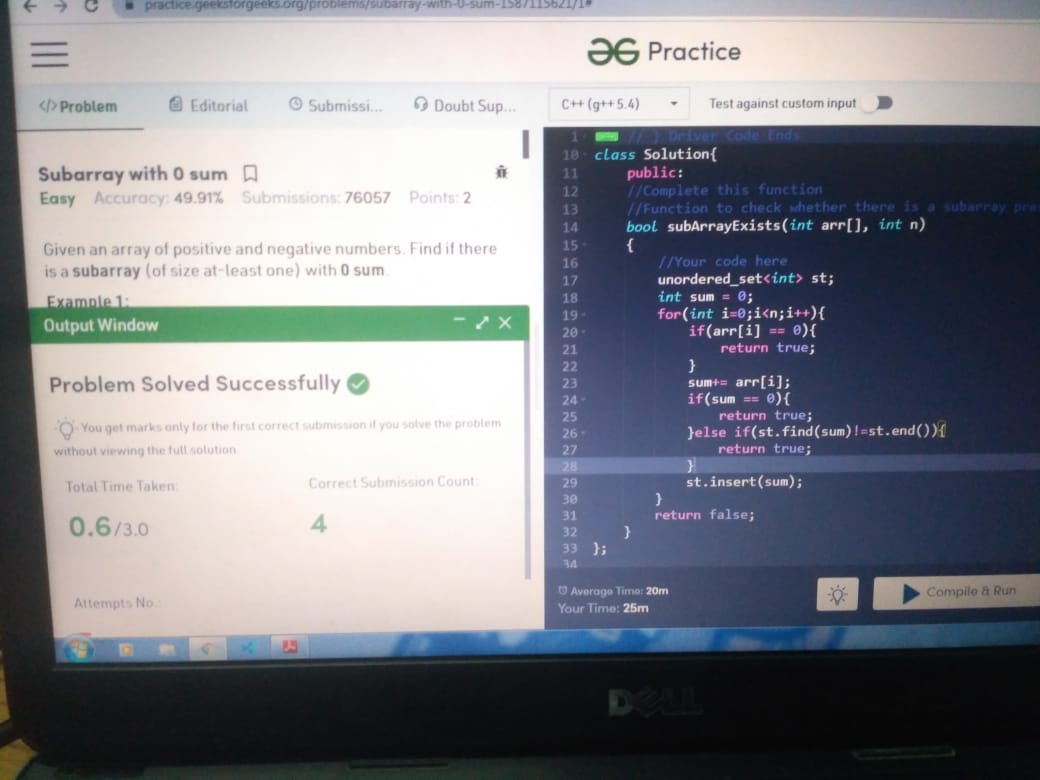 practice.geeksforgeeks.org/problems/subarray-with-0-sum-1587115621/1#
Practice
</> Problem
Editorial
Submissi...
Doubt Sup...
Subarray with 0 sum
Easy Accuracy: 49.91% Submissions: 76057 Points: 2
Given an array of positive and negative numbers. Find if there
is a subarray (of size at-least one) with 0 sum.
Example 1:
Output Window
Problem Solved Successfully
You get marks only for the first correct submission if you solve the problem
without viewing the full solution
Total Time Taken:
0.6/3.0
Correct Submission Count:
4
Attempts No.:
C++ (g++ 5.4)
Test against custom input
1 // } Driver Code Ends
10 class Solution{
11 public:
12 //Complete this function
13 //Function to check whether there is a subarray pre
14 bool subArrayExists(int arr[], int n)
15 {
16 //Your code here
17 unordered_set<int> st;
18 int sum = 0;
19 for(int i=0;i<n;i++){
20 if(arr[i] == 0){
21 return true;
22 }
23 sum+= arr[i];
24 if(sum == 0){
25 return true;
26 }else if(st.find(sum)!=st.end()){
27 return true;
28 }
29 st.insert(sum);
30 }
31 return false;
32 }
33 };
34
Average Time: 20m
Your Time: 25m
Compile & Run
DELL